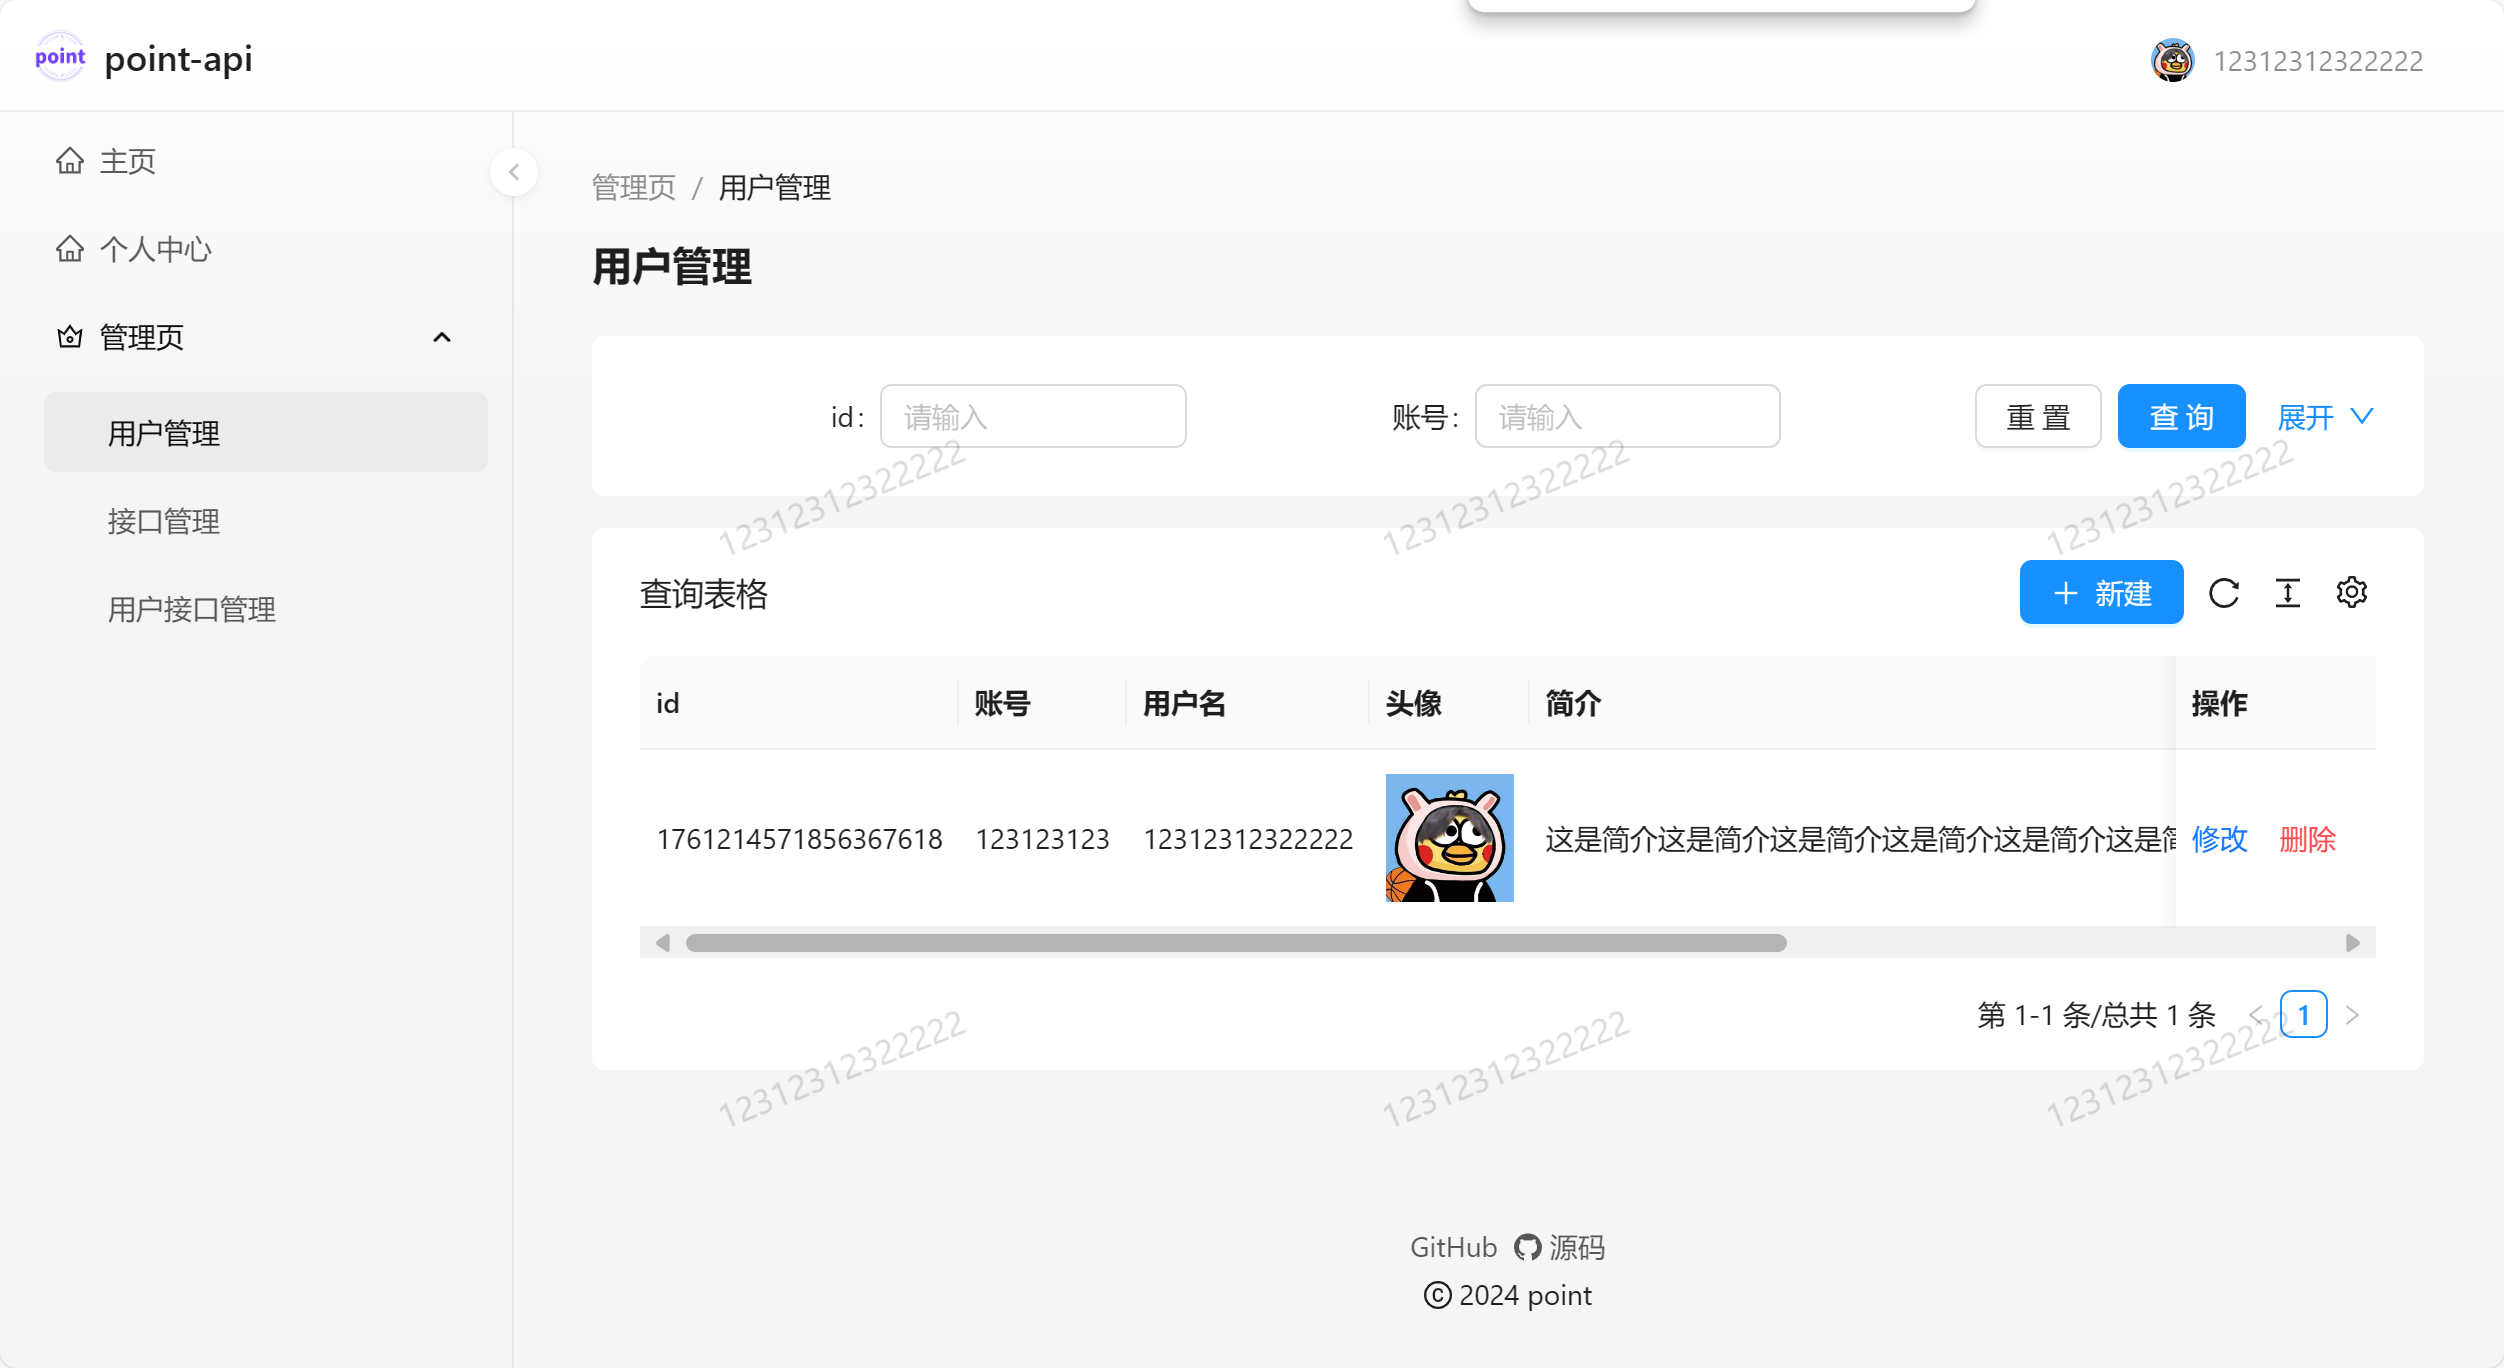 point point-api
12312312322222
主页
个人中心
管理页
用户管理
接口管理
用户接口管理
管理页 / 用户管理
用户管理
id: 请输入 账号: 请输入 重 置 查 询 展开
12312312322222 12312312322222 12312312322222
查询表格 新建
id 账号 用户名 头像 简介 操作
1761214571856367618 123123123 12312312322222 这是简介这是简介这是简介这是简介这是简介这是 修改 删除
第 1-1 条/总共 1 条 1
12312312322222 12312312322222 12312312322222
GitHub 源码
© 2024 point